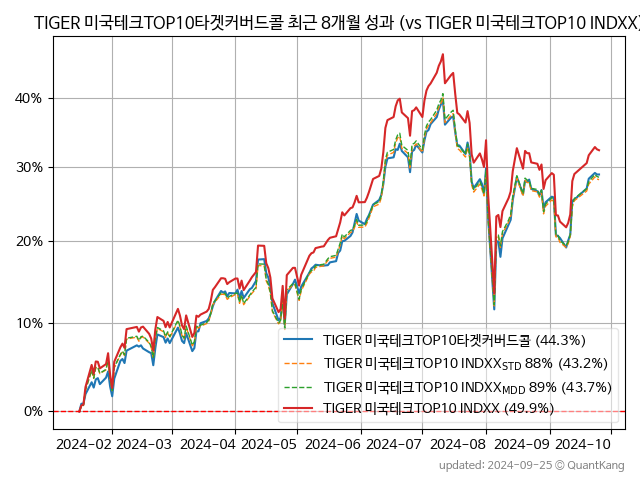 TIGER 미국테크TOP10타겟커버드콜 최근 8개월 성과 (vs TIGER 미국테크TOP10 INDXX)
40%
30%
20%
10%
0%
TIGER 미국테크TOP10타겟커버드콜 (44.3%)
TIGER 미국테크TOP10 INDXX_STD 88% (43.2%)
TIGER 미국테크TOP10 INDXX_MDD 89% (43.7%)
TIGER 미국테크TOP10 INDXX (49.9%)
2024-02 2024-03 2024-04 2024-05 2024-06 2024-07 2024-08 2024-09 2024-10
updated: 2024-09-25 © QuantKang